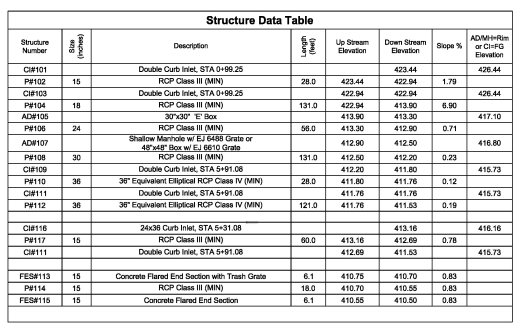 Structure Data Table
Structure Number Size (inches) Description Length (feet) Up Stream Elevation Down Stream Elevation Slope % AD/MH=Rim or CI=FG Elevation
CI#101 Double Curb Inlet, STA 0+99.25 423.44 426.44
P#102 15 RCP Class III (MIN) 28.0 423.44 422.94 1.79
CI#103 Double Curb Inlet, STA 0+99.25 422.94 422.94 426.44
P#104 18 RCP Class III (MIN) 131.0 422.94 413.90 6.90
AD#105 30"x30" 'E' Box 413.90 413.30 417.10
P#106 24 RCP Class III (MIN) 56.0 413.30 412.90 0.71
AD#107 Shallow Manhole w/ EJ 6488 Grate or 48"x48" Box w/ EJ 6610 Grate 412.90 412.50 416.80
P#108 30 RCP Class III (MIN) 131.0 412.50 412.20 0.23
CI#109 Double Curb Inlet, STA 5+91.08 412.20 411.80 415.73
P#110 36 36" Equivalent Elliptical RCP Class IV (MIN) 28.0 411.80 411.76 0.12
CI#111 Double Curb Inlet, STA 5+91.08 411.76 411.76 415.73
P#112 36 36" Equivalent Elliptical RCP Class IV (MIN) 121.0 411.76 411.53 0.19
CI#116 24x36 Curb Inlet, STA 5+31.08 413.16 416.16
P#117 15 RCP Class III (MIN) 60.0 413.16 412.69 0.78
CI#111 Double Curb Inlet, STA 5+91.08 412.69 411.53 415.73
FES#113 15 Concrete Flared End Section with Trash Grate 6.1 410.75 410.70 0.83
P#114 15 RCP Class III (MIN) 18.0 410.70 410.55 0.83
FES#115 15 Concrete Flared End Section 6.1 410.55 410.50 0.83